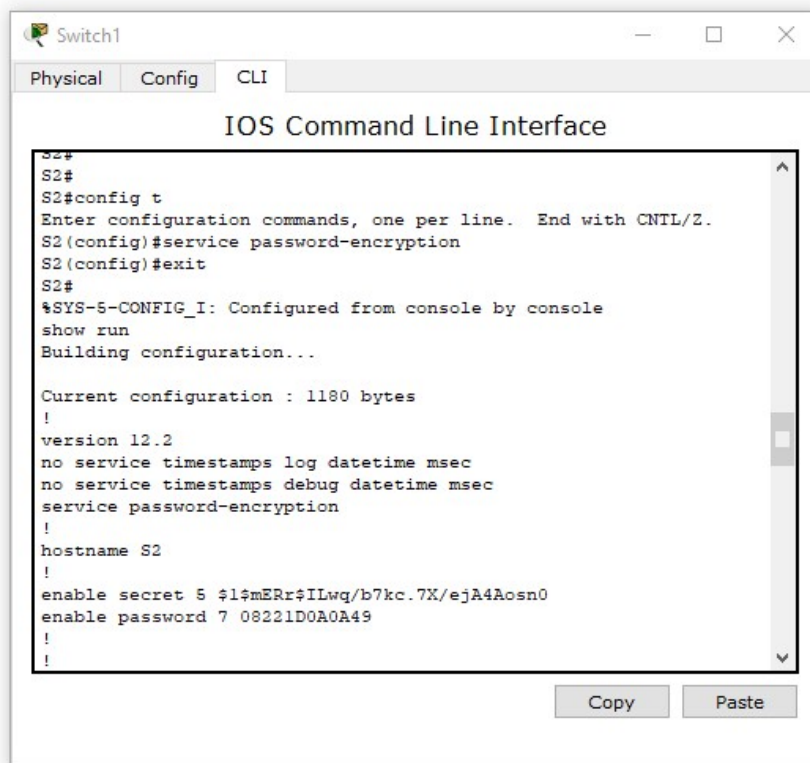 Switch1
Physical Config CLI
IOS Command Line Interface
S2#
S2#
S2#config t
Enter configuration commands, one per line.  End with CNTL/Z.
S2(config)#service password-encryption
S2(config)#exit
S2#
%SYS-5-CONFIG_I: Configured from console by console
show run
Building configuration...
Current configuration : 1180 bytes
!
version 12.2
no service timestamps log datetime msec
no service timestamps debug datetime msec
service password-encryption
!
hostname S2
!
enable secret 5 $1$mERr$ILwq/b7kc.7X/ejA4Aosn0
enable password 7 08221D0A0A49
!
!
Copy Paste